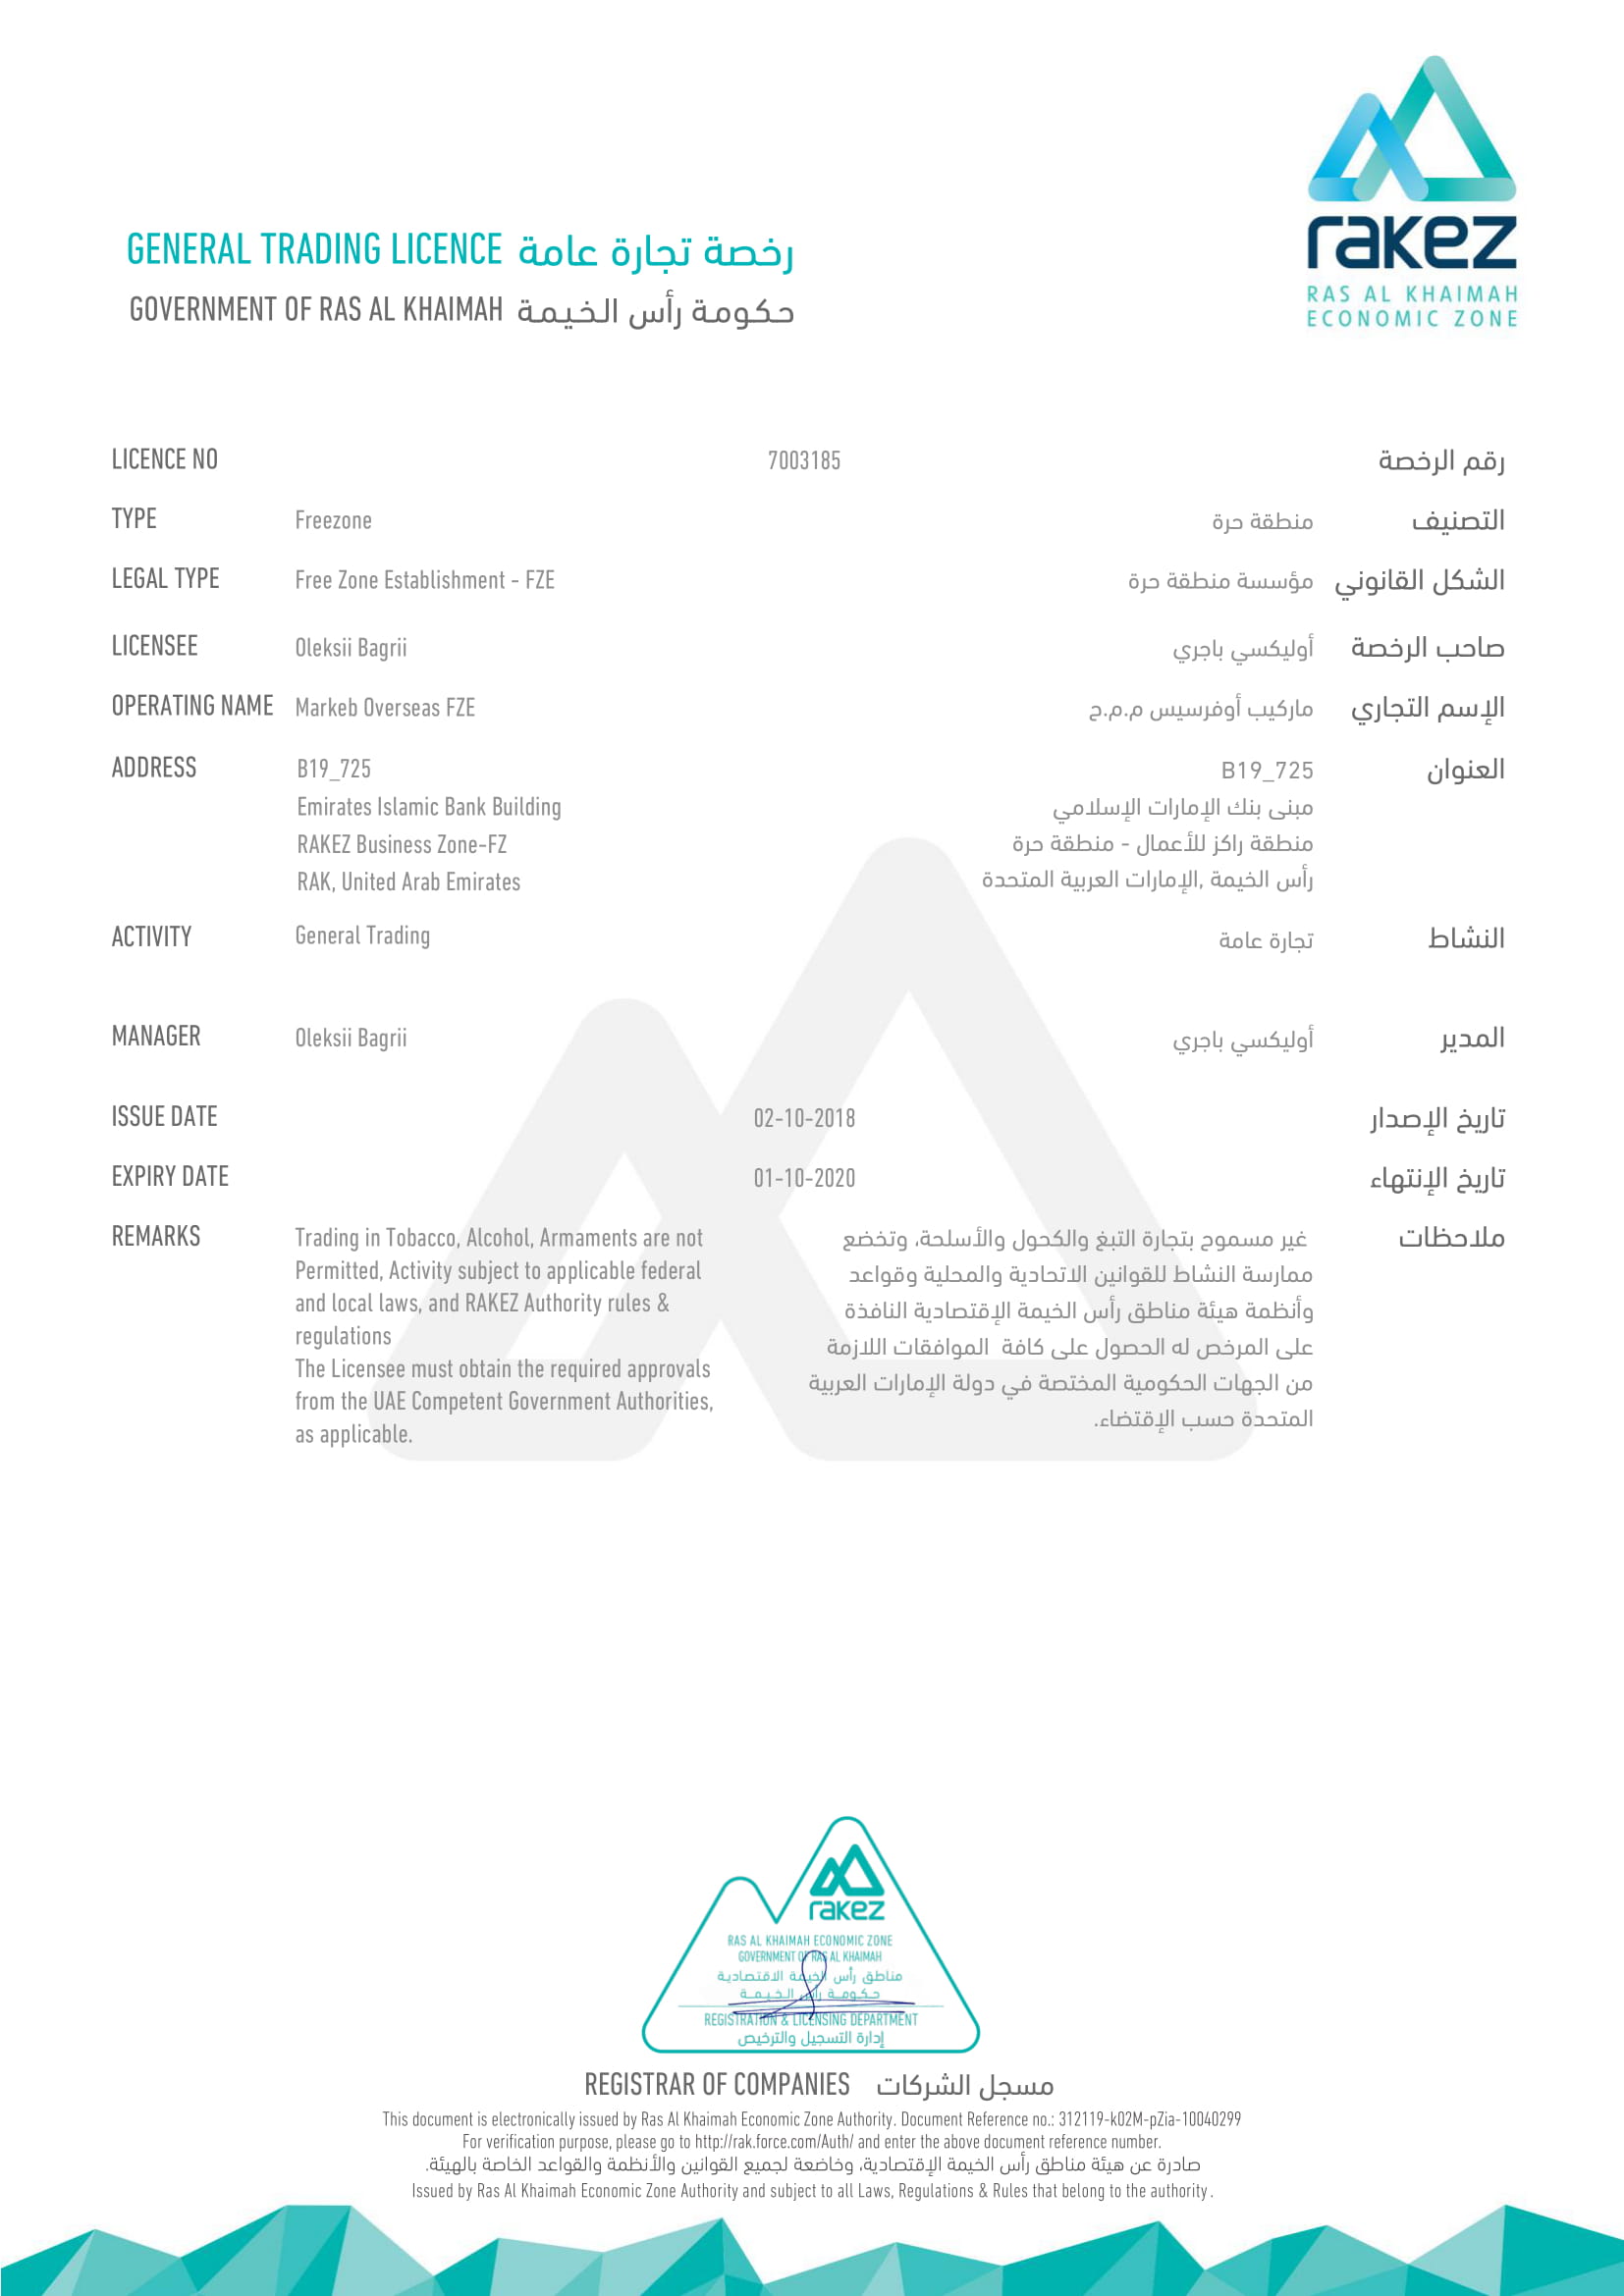 rakez
RAS AL KHAIMAH
ECONOMIC ZONE
GENERAL TRADING LICENCE رخصة تجارة عامة
GOVERNMENT OF RAS AL KHAIMAH حكومة رأس الخيمة
LICENCE NO 7003185 رقم الرخصة
TYPE Freezone منطقة حرة التصنيف
LEGAL TYPE Free Zone Establishment - FZE مؤسسة منطقة حرة الشكل القانوني
LICENSEE Oleksii Bagrii أوليكسي باجري صاحب الرخصة
OPERATING NAME Markeb Overseas FZE ماركيب أوفرسيس م.م.ح الإسم التجاري
ADDRESS B19_725 B19_725 العنوان
Emirates Islamic Bank Building مبنى بنك الإمارات الإسلامي
RAKEZ Business Zone-FZ منطقة راكز للأعمال - منطقة حرة
RAK, United Arab Emirates رأس الخيمة ,الإمارات العربية المتحدة
ACTIVITY General Trading تجارة عامة النشاط
MANAGER Oleksii Bagrii أوليكسي باجري المدير
ISSUE DATE 02-10-2018 تاريخ الإصدار
EXPIRY DATE 01-10-2020 تاريخ الإنتهاء
REMARKS ملاحظات
Trading in Tobacco, Alcohol, Armaments are not
Permitted, Activity subject to applicable federal
and local laws, and RAKEZ Authority rules &
regulations
The Licensee must obtain the required approvals
from the UAE Competent Government Authorities,
as applicable.
غير مسموح بتجارة التبغ والكحول والأسلحة، وتخضع
ممارسة النشاط للقوانين الاتحادية والمحلية وقواعد
وأنظمة هيئة مناطق رأس الخيمة الإقتصادية النافذة
على المرخص له الحصول على كافة الموافقات اللازمة
من الجهات الحكومية المختصة في دولة الإمارات العربية
المتحدة حسب الإقتضاء.
rakez
RAS AL KHAIMAH ECONOMIC ZONE
GOVERNMENT OF RAS AL KHAIMAH
مناطق رأس الخيمة الاقتصادية
حكومة رأس الخيمة
REGISTRATION & LICENSING DEPARTMENT
إدارة التسجيل والترخيص
REGISTRAR OF COMPANIES مسجل الشركات
This document is electronically issued by Ras Al Khaimah Economic Zone Authority. Document Reference no.: 312119-k02M-pZia-10040299
For verification purpose, please go to http://rak.force.com/Auth/ and enter the above document reference number.
صادرة عن هيئة مناطق رأس الخيمة الإقتصادية، وخاضعة لجميع القوانين والأنظمة والقواعد الخاصة بالهيئة.
Issued by Ras Al Khaimah Economic Zone Authority and subject to all Laws, Regulations & Rules that belong to the authority.